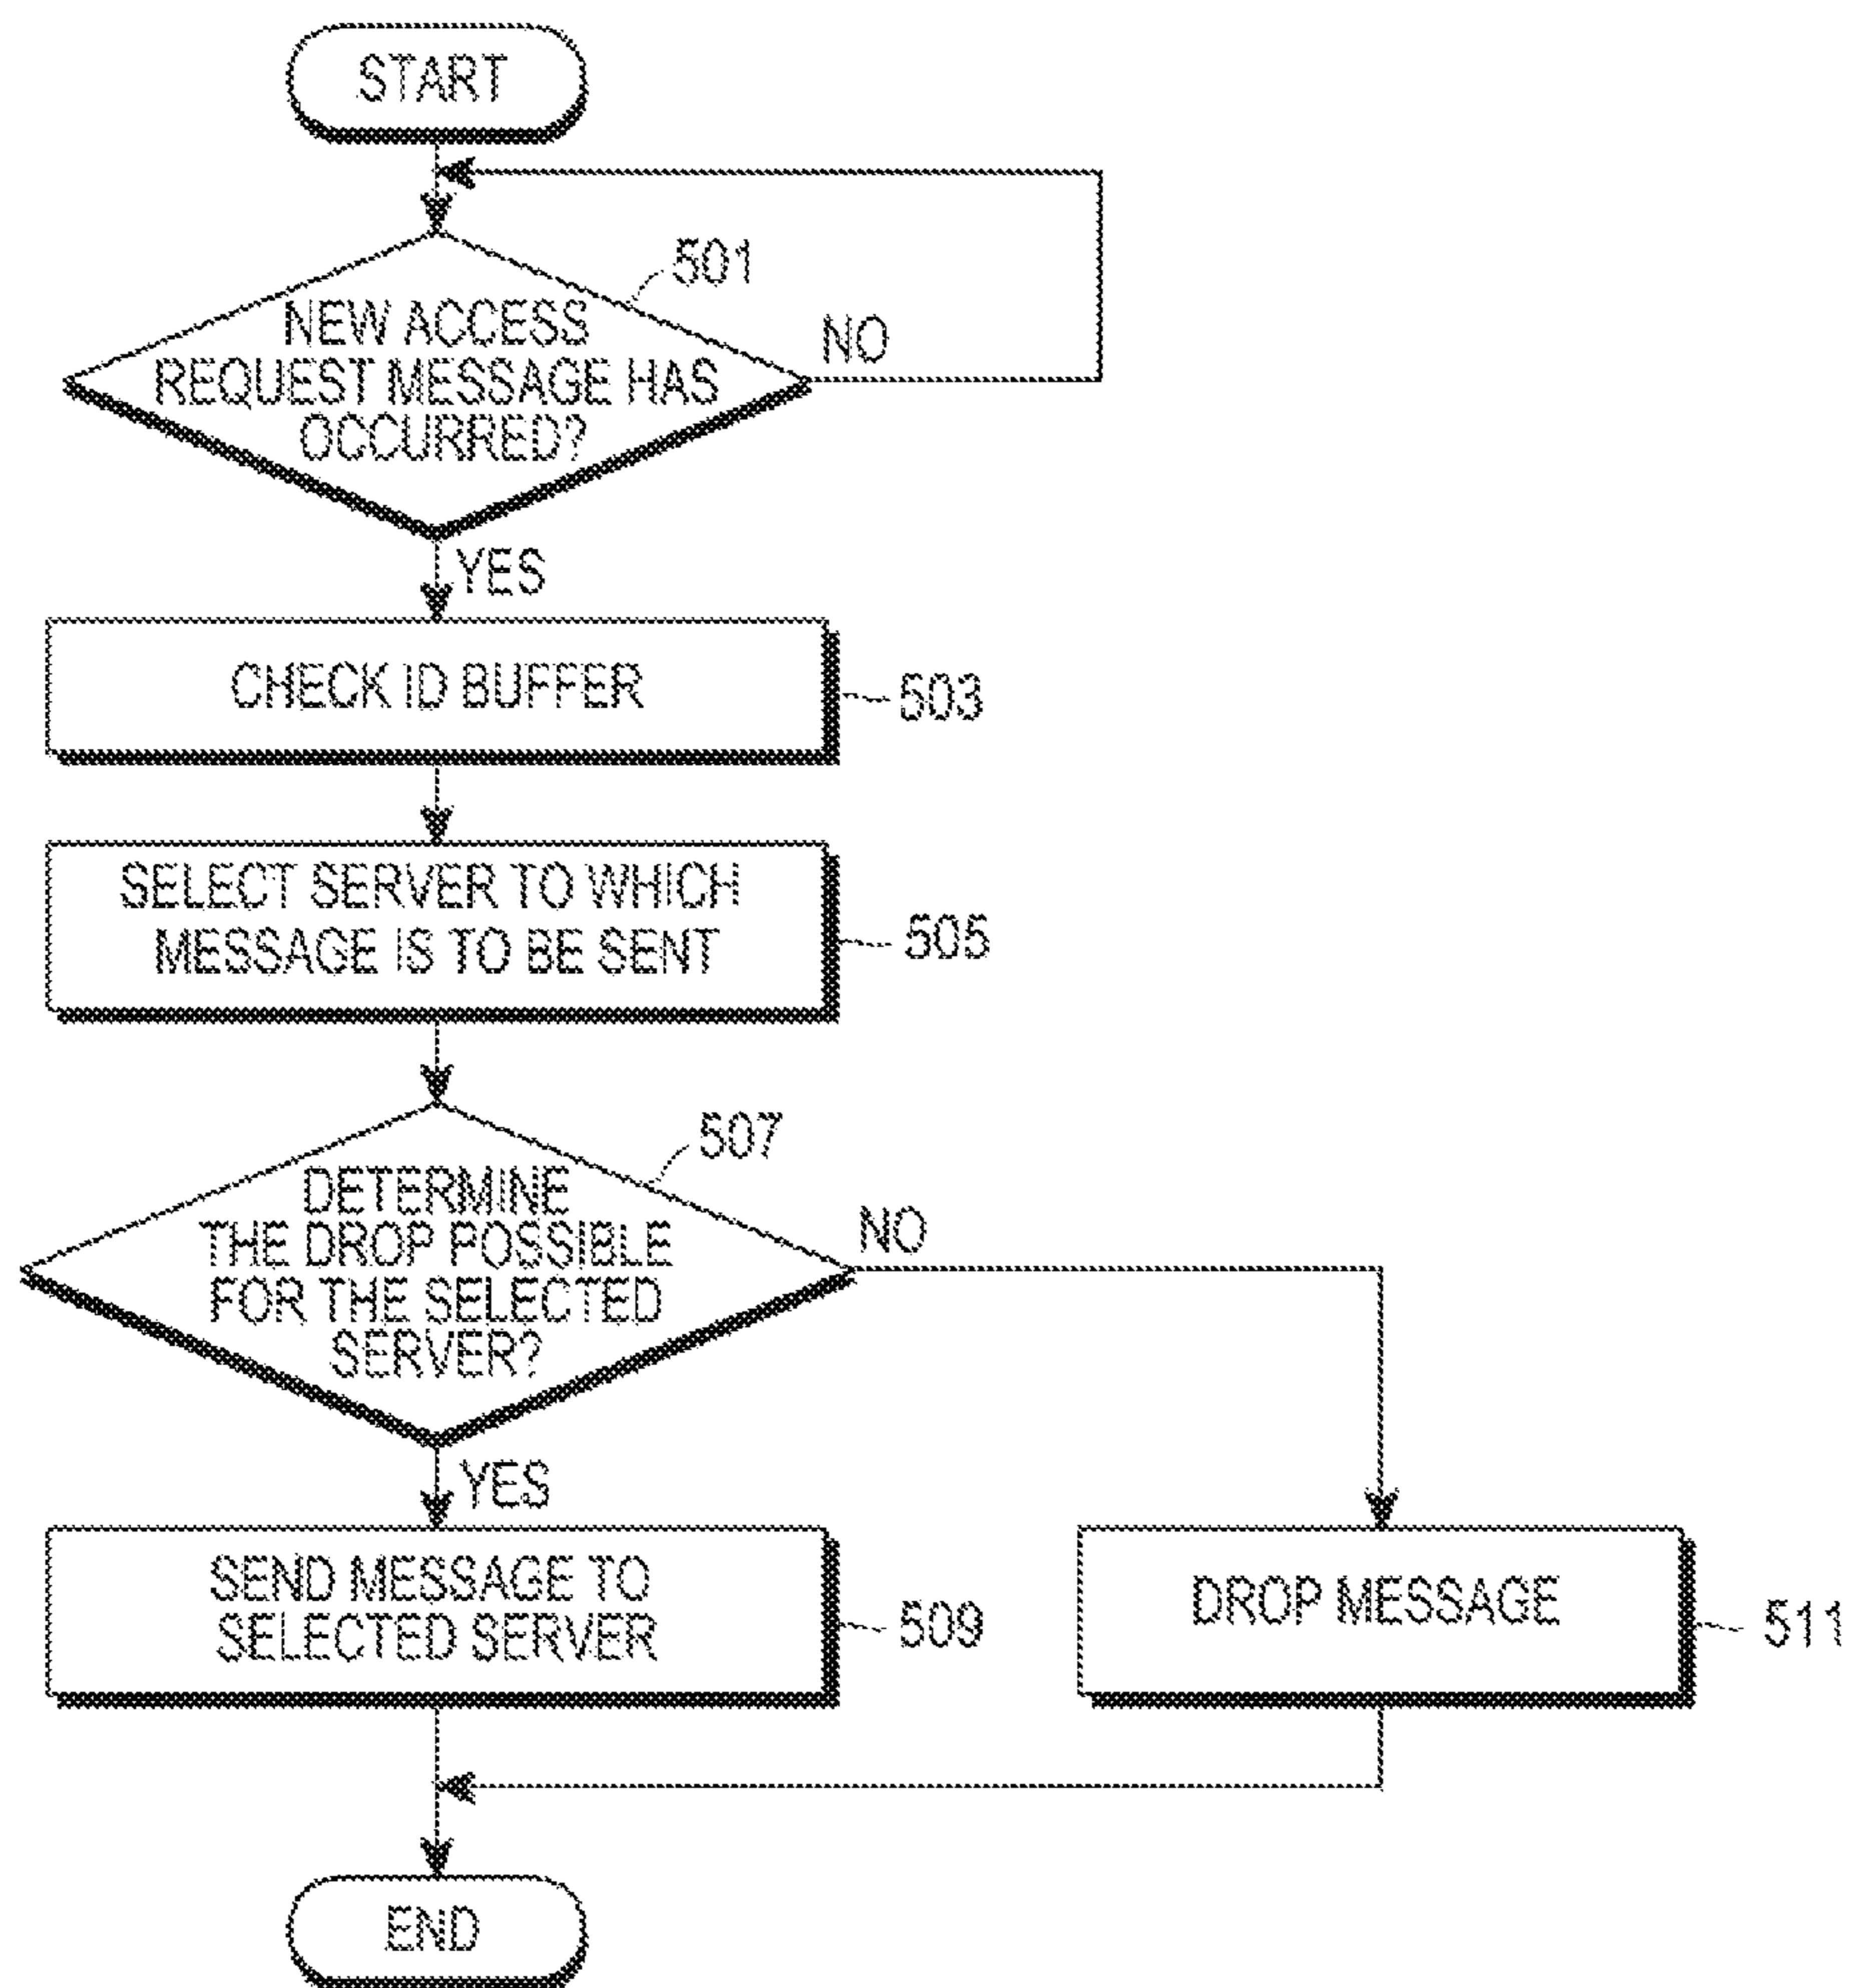 START
501
NEW ACCESS
REQUEST MESSAGE HAS
OCCURRED?
NO
YES
CHECK ID BUFFER
503
SELECT SERVER TO WHICH
MESSAGE IS TO BE SENT
505
507
DETERMINE
THE DROP POSSIBLE
FOR THE SELECTED
SERVER?
NO
YES
SEND MESSAGE TO
SELECTED SERVER
509
DROP MESSAGE
511
END